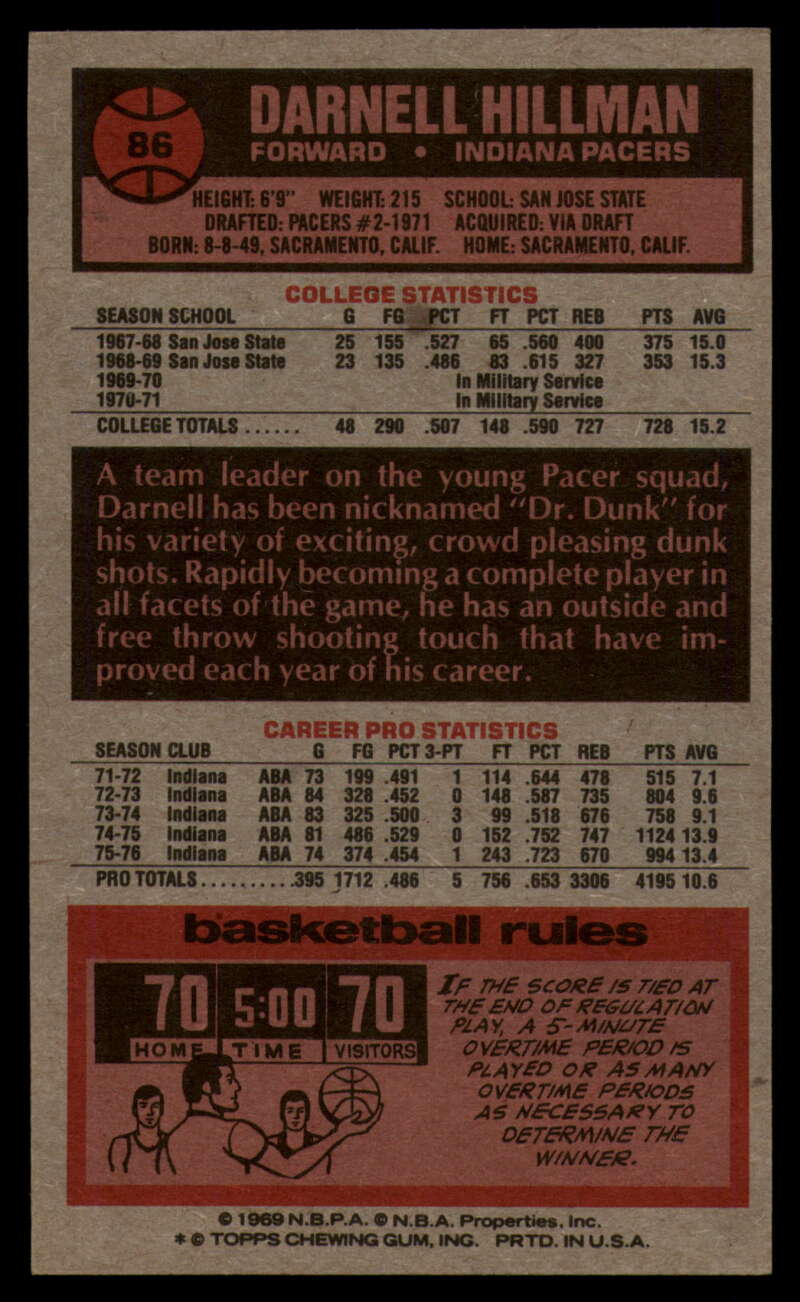 86
DARNELL HILLMAN
FORWARD • INDIANA PACERS
HEIGHT: 6'9" WEIGHT: 215 SCHOOL: SAN JOSE STATE
DRAFTED: PACERS #2-1971 ACQUIRED: VIA DRAFT
BORN: 8-8-49, SACRAMENTO, CALIF. HOME: SACRAMENTO, CALIF.
COLLEGE STATISTICS
SEASON SCHOOL G FG PCT FT PCT REB PTS AVG
1967-68 San Jose State 25 155 .527 65 .560 400 375 15.0
1968-69 San Jose State 23 135 .486 83 .615 327 353 15.3
1969-70 In Military Service
1970-71 In Military Service
COLLEGE TOTALS ...... 48 290 .507 148 .590 727 728 15.2
A team leader on the young Pacer squad,
Darnell has been nicknamed "Dr. Dunk" for
his variety of exciting, crowd pleasing dunk
shots. Rapidly becoming a complete player in
all facets of the game, he has an outside and
free throw shooting touch that have im-
proved each year of his career.
CAREER PRO STATISTICS
SEASON CLUB G FG PCT 3-PT FT PCT REB PTS AVG
71-72 Indiana ABA 73 199 .491 1 114 .644 478 515 7.1
72-73 Indiana ABA 84 328 .452 0 148 .587 735 804 9.6
73-74 Indiana ABA 83 325 .500 3 99 .518 676 758 9.1
74-75 Indiana ABA 81 486 .529 0 152 .752 747 1124 13.9
75-76 Indiana ABA 74 374 .454 1 243 .723 670 994 13.4
PRO TOTALS.......... 395 1712 .486 5 756 .653 3306 4195 10.6
basketball rules
70 5:00 70
HOME TIME VISITORS
IF THE SCORE IS TIED AT
THE END OF REGULATION
PLAY, A 5-MINUTE
OVERTIME PERIOD IS
PLAYED OR AS MANY
OVERTIME PERIODS
AS NECESSARY TO
DETERMINE THE
WINNER.
© 1969 N.B.P.A. © N.B.A. Properties, Inc.
* © TOPPS CHEWING GUM, INC. PRTD. IN U.S.A.